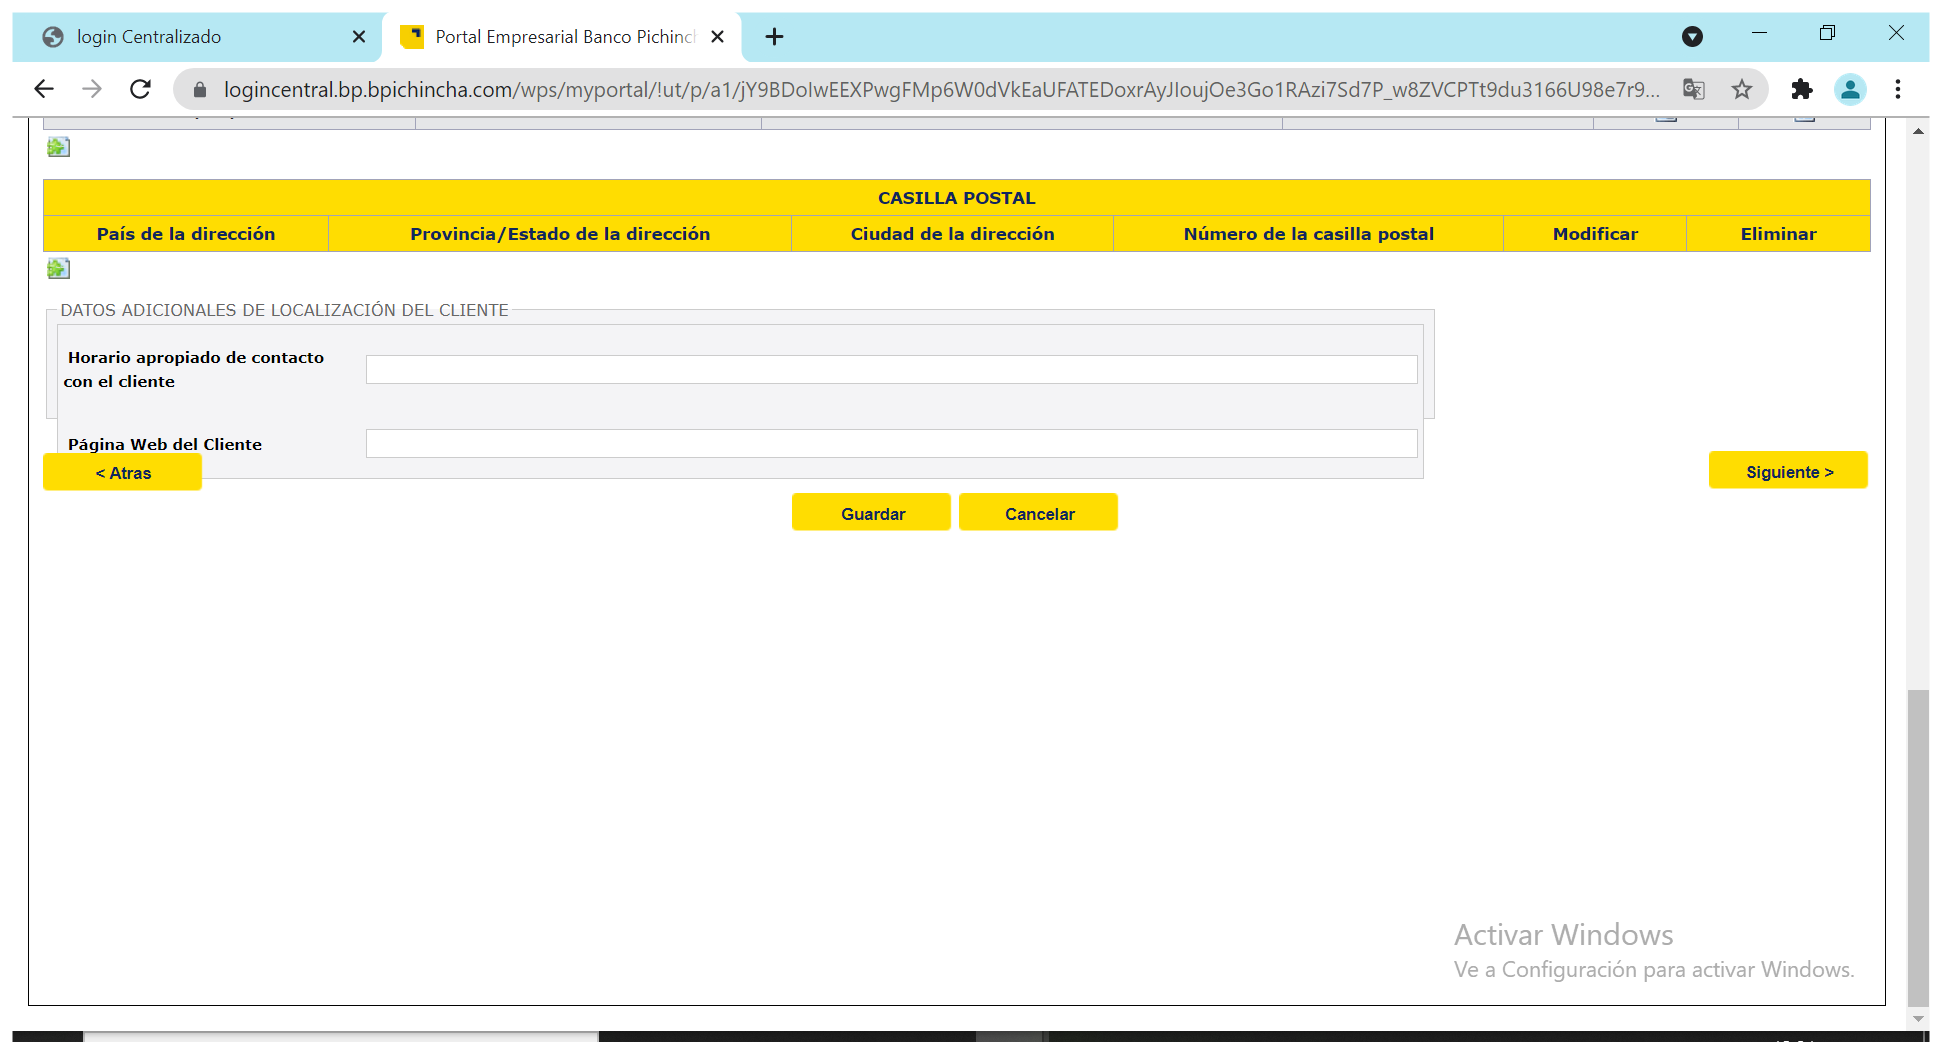 login Centralizado
Portal Empresarial Banco Pichinch
logincentral.bp.bpichincha.com/wps/myportal/!ut/p/a1/jY9BDoIwEEXPwgFMp6W0dVkEaUFATEDoxrAyJIoujOe3Go1RAzi7Sd7P_w8ZVCPTt9du3166U98e7r9...
CASILLA POSTAL
País de la dirección Provincia/Estado de la dirección Ciudad de la dirección Número de la casilla postal Modificar Eliminar
DATOS ADICIONALES DE LOCALIZACIÓN DEL CLIENTE
Horario apropiado de contacto
con el cliente
Página Web del Cliente
< Atras
Siguiente >
Guardar Cancelar
Activar Windows
Ve a Configuración para activar Windows.